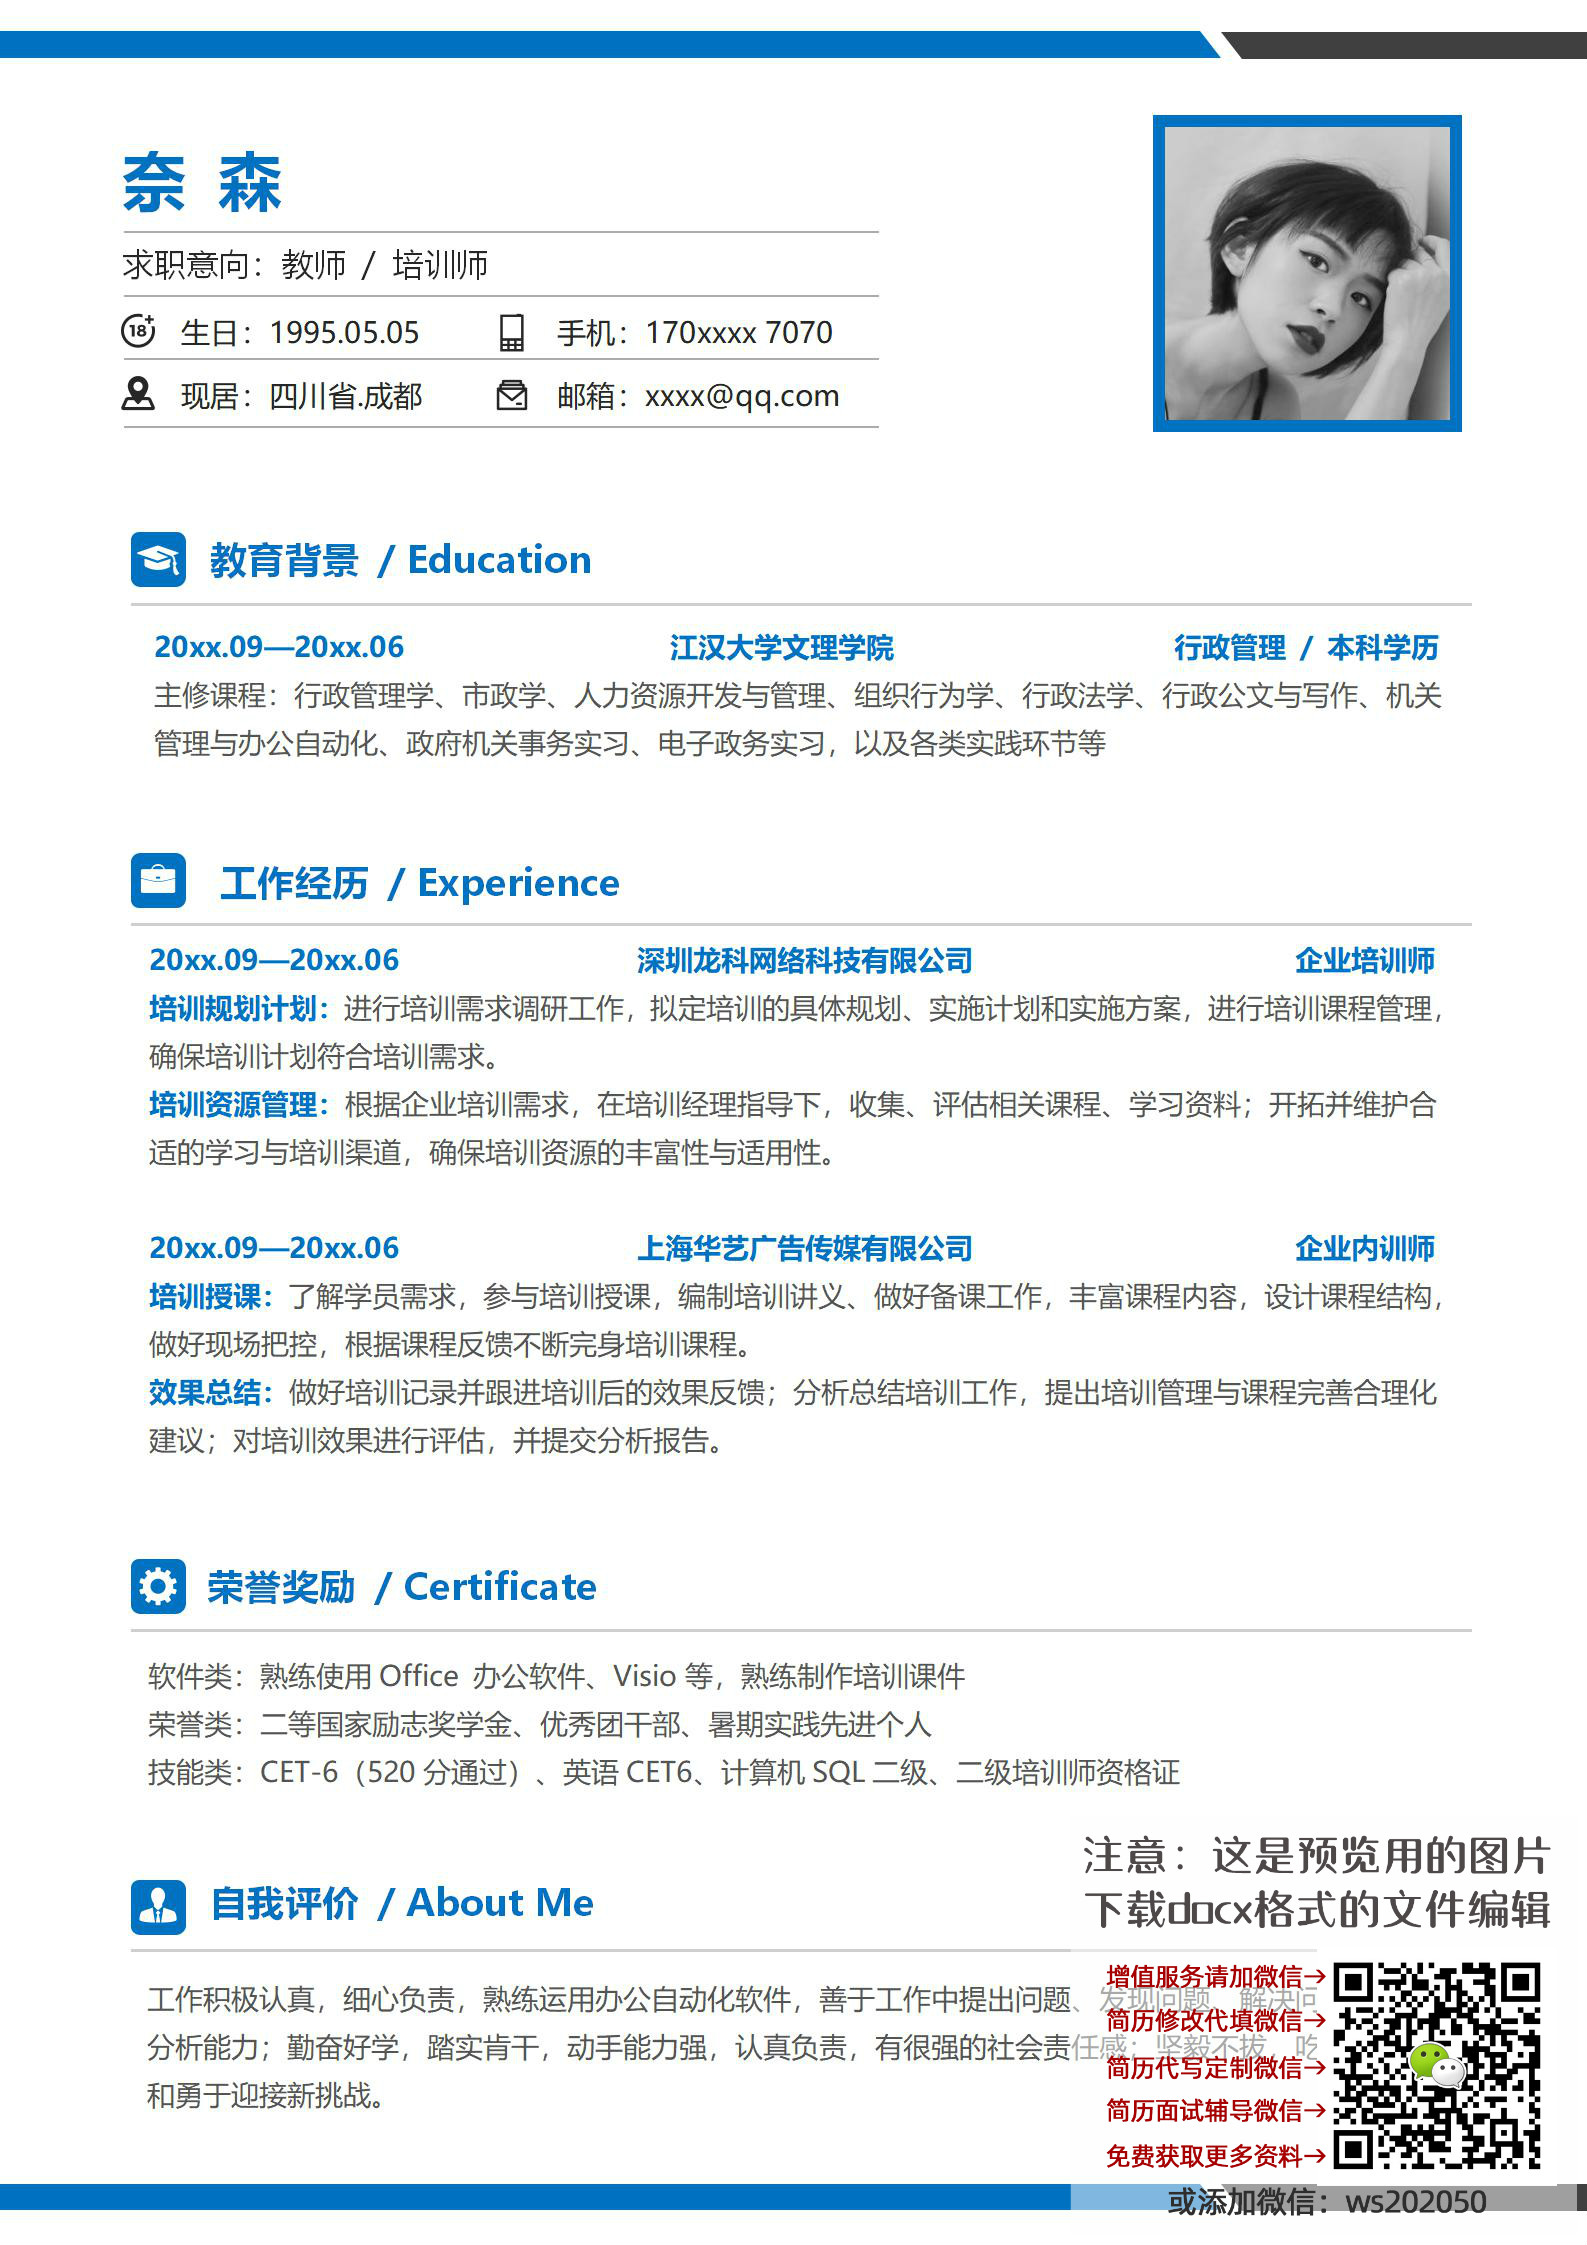 奈 森
求职意向：教师 / 培训师
18+ 生日：1995.05.05 手机：170xxxx 7070
现居：四川省.成都 邮箱：xxxx@qq.com
教育背景 / Education
20xx.09—20xx.06 江汉大学文理学院 行政管理 / 本科学历
主修课程：行政管理学、市政学、人力资源开发与管理、组织行为学、行政法学、行政公文与写作、机关
管理与办公自动化、政府机关事务实习、电子政务实习，以及各类实践环节等
工作经历 / Experience
20xx.09—20xx.06 深圳龙科网络科技有限公司 企业培训师
培训规划计划：进行培训需求调研工作，拟定培训的具体规划、实施计划和实施方案，进行培训课程管理，
确保培训计划符合培训需求。
培训资源管理：根据企业培训需求，在培训经理指导下，收集、评估相关课程、学习资料；开拓并维护合
适的学习与培训渠道，确保培训资源的丰富性与适用性。
20xx.09—20xx.06 上海华艺广告传媒有限公司 企业内训师
培训授课：了解学员需求，参与培训授课，编制培训讲义、做好备课工作，丰富课程内容，设计课程结构，
做好现场把控，根据课程反馈不断完身培训课程。
效果总结：做好培训记录并跟进培训后的效果反馈；分析总结培训工作，提出培训管理与课程完善合理化
建议；对培训效果进行评估，并提交分析报告。
荣誉奖励 / Certificate
软件类：熟练使用 Office 办公软件、Visio 等，熟练制作培训课件
荣誉类：二等国家励志奖学金、优秀团干部、暑期实践先进个人
技能类：CET-6（520 分通过）、英语 CET6、计算机 SQL 二级、二级培训师资格证
自我评价 / About Me
工作积极认真，细心负责，熟练运用办公自动化软件，善于工作中提出问题、发现问题、解决问
分析能力；勤奋好学，踏实肯干，动手能力强，认真负责，有很强的社会责任感；坚毅不拔，吃
和勇于迎接新挑战。
注意：这是预览用的图片
下载docx格式的文件编辑
增值服务请加微信→
简历修改代填微信→
简历代写定制微信→
简历面试辅导微信→
免费获取更多资料→
或添加微信：ws202050